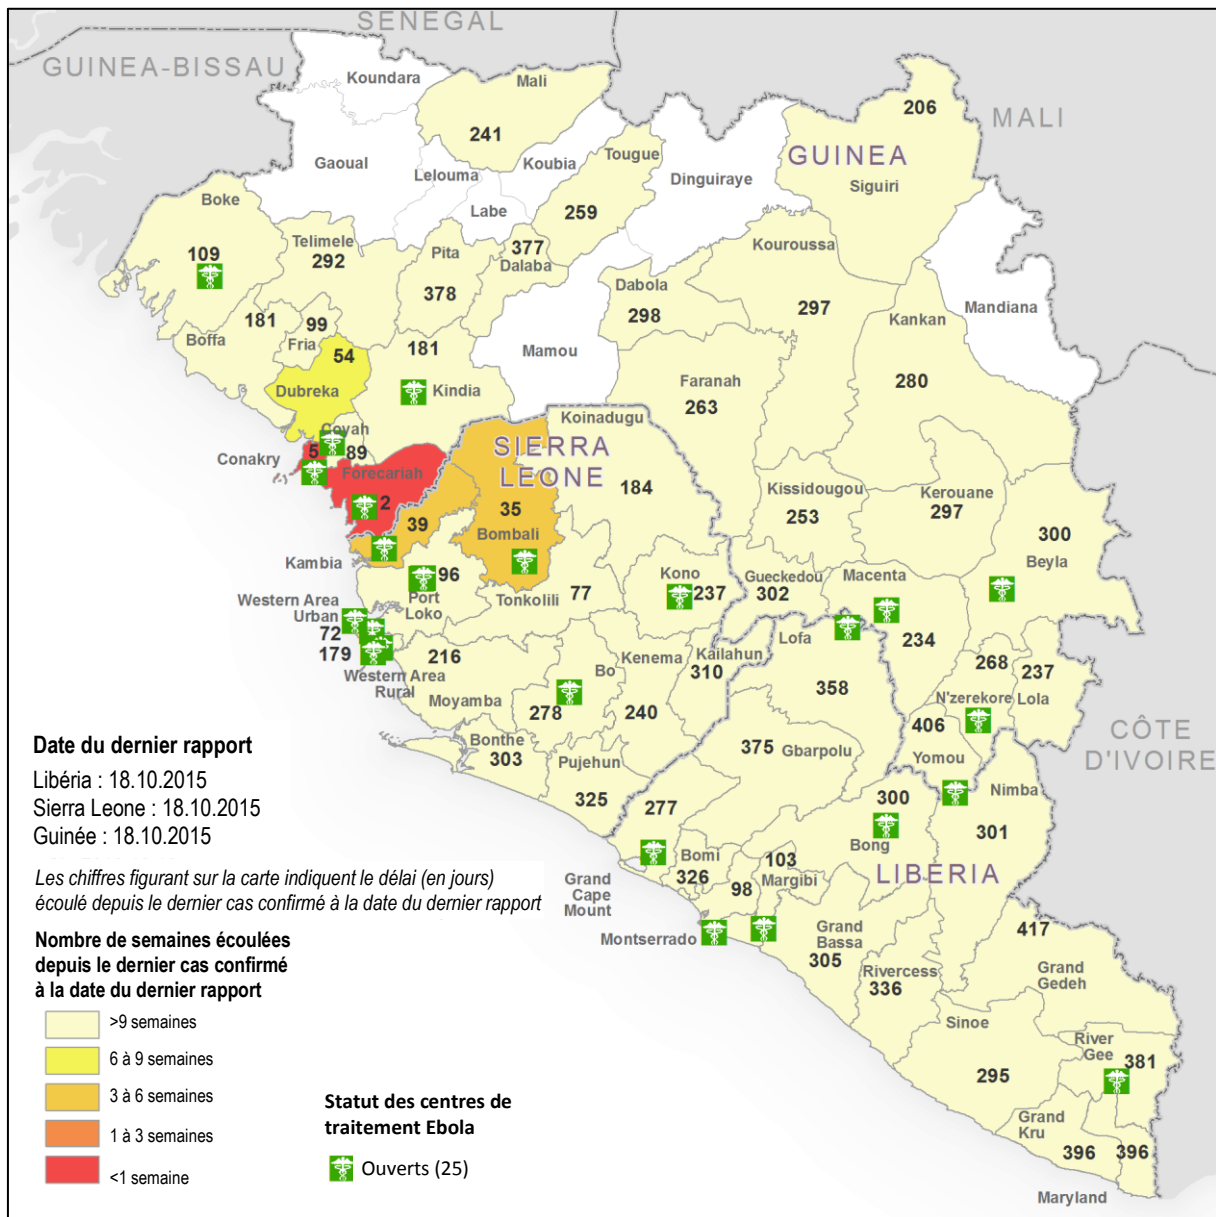 SENEGAL
GUINEA-BISSAU
Koundara
Mali
206
MALI
241
Gaoual
Koubia
Tougue
GUINEA
Lelouma
Dinguiraye
Siguiri
Boke
Labe
259
Telimele
Kouroussa
109
292
Pita
377
Dalaba
Dabola
378
298
297
Mandiana
181
99
Kankan
Boffa
Fria
54
181
Mamou
Dubreka
Kindia
Faranah
280
263
Koinadugu
Coyah
SIERRA
LEONE
Conakry
5
89
Forecariah
184
Kissidougou
Kerouane
2
39
35
253
297
300
Bombali
Beyla
Kambia
96
Kono
Gueckedou
Macenta
Port
Loko
Tonkolili
77
237
302
Western Area
Urban
72
179
Lofa
234
Western Area
Rural
216
Bo
Kenema
Kailahun
310
268
237
Moyamba
358
N'zerekore
Lola
278
240
406
CÔTE
D'IVOIRE
Bonthe
303
Pujehun
375
Gbarpolu
Yomou
325
277
300
Nimba
Bong
301
Bomi
326
103
Margibi
98
LIBERIA
Grand
Cape
Mount
Montserrado
Grand
Bassa
305
417
Rivercess
336
Grand
Gedeh
Sinoe
River
Gee
381
295
Grand
Kru
396
396
Maryland
Date du dernier rapport
Libéria : 18.10.2015
Sierra Leone : 18.10.2015
Guinée : 18.10.2015
Les chiffres figurant sur la carte indiquent le délai (en jours)
écoulé depuis le dernier cas confirmé à la date du dernier rapport
Nombre de semaines écoulées
depuis le dernier cas confirmé
à la date du dernier rapport
>9 semaines
6 à 9 semaines
3 à 6 semaines
1 à 3 semaines
<1 semaine
Statut des centres de
traitement Ebola
Ouverts (25)